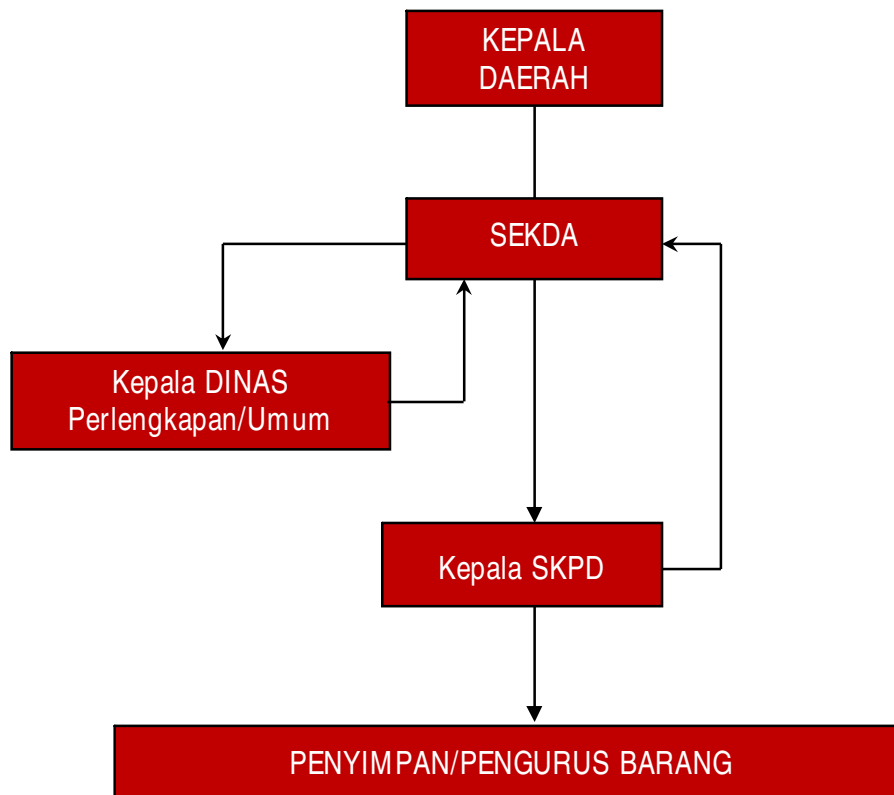 KEPALA
DAERAH
SEKDA
Kepala DINAS
Perlengkapan/Umum
Kepala SKPD
PENYIMPAN/PENGURUS BARANG